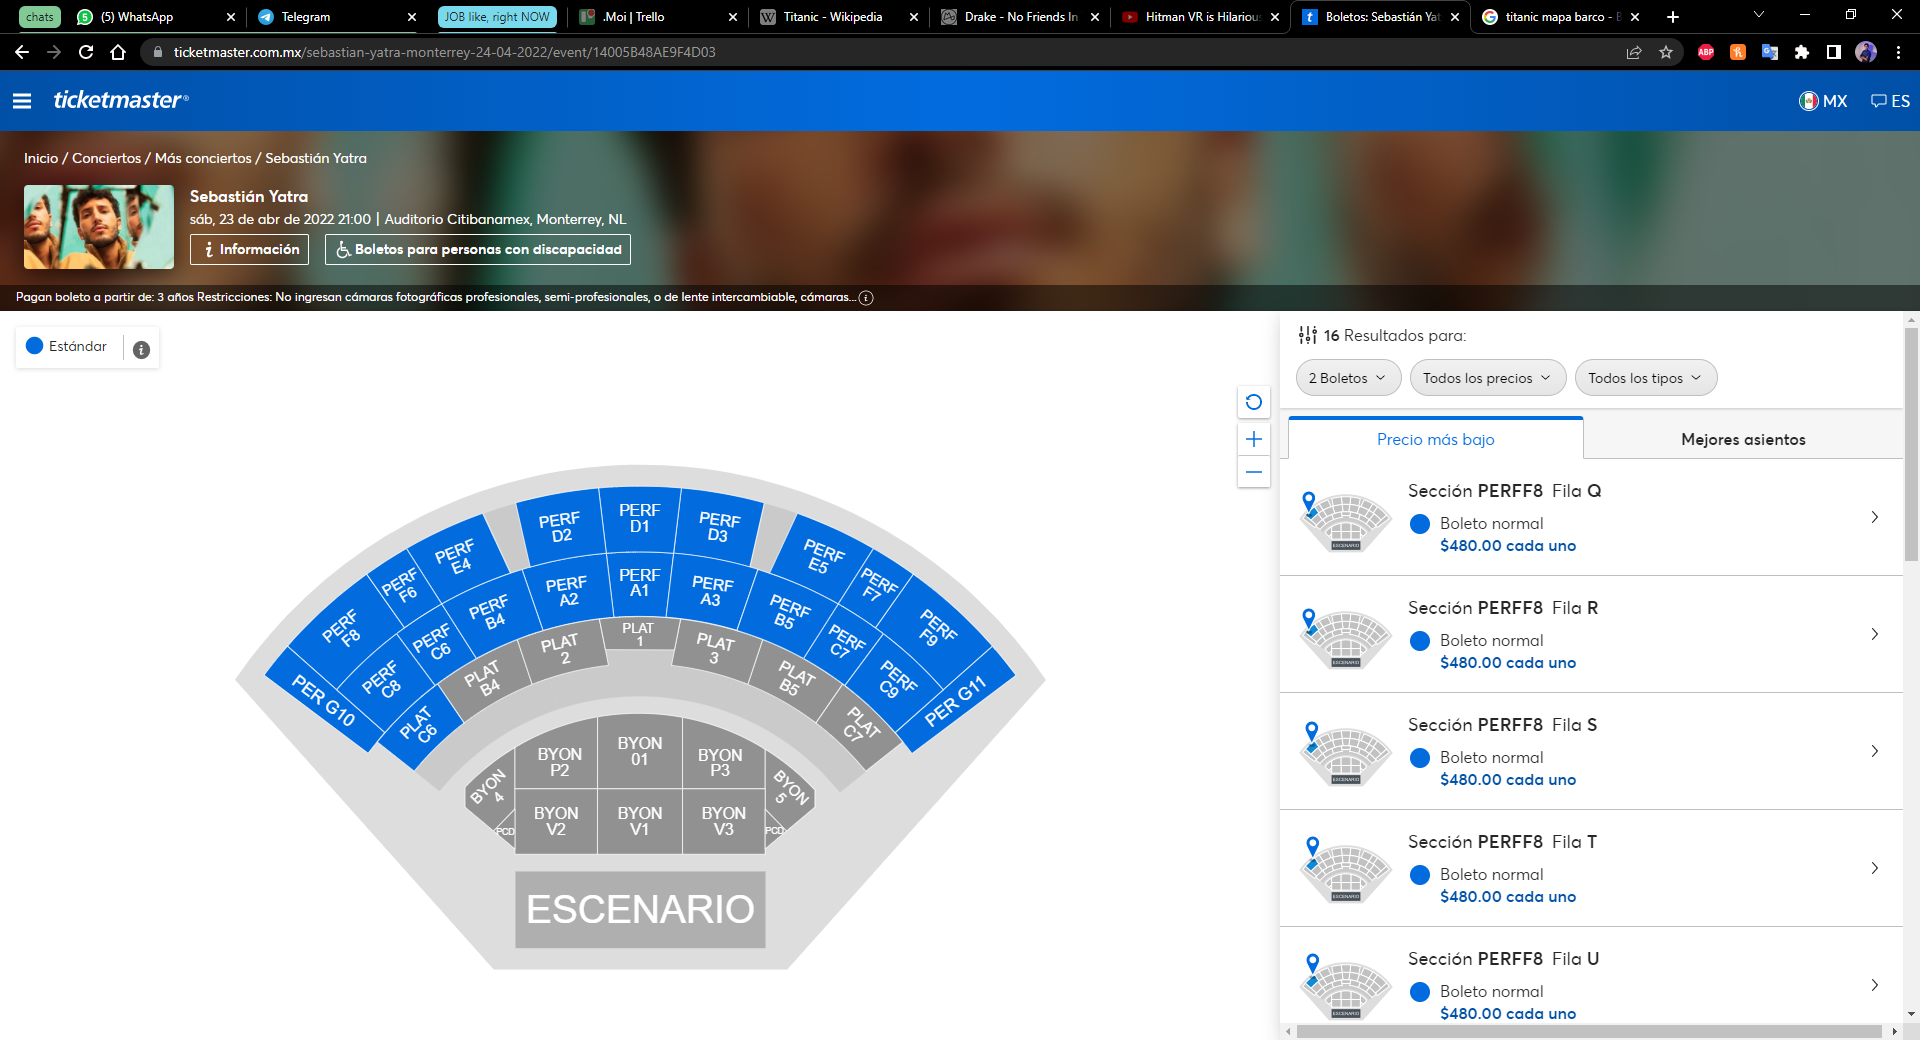 chats
(5) WhatsApp
Telegram
JOB like, right NOW
.Moi | Trello
Titanic - Wikipedia
Drake - No Friends In
Hitman VR is Hilariou
Boletos: Sebastián Yat
titanic mapa barco - B
ticketmaster.com.mx/sebastian-yatra-monterrey-24-04-2022/event/14005B48AE9F4D03
ABP
ticketmaster®
MX
ES
Inicio / Conciertos / Más conciertos / Sebastián Yatra
Sebastián Yatra
sáb, 23 de abr de 2022 21:00 | Auditorio Citibanamex, Monterrey, NL
i Información
Boletos para personas con discapacidad
Pagan boleto a partir de: 3 años Restricciones: No ingresan cámaras fotográficas profesionales, semi-profesionales, o de lente intercambiable, cámaras... i
Estándar i
PERF
D2
PERF
D1
PERF
D3
PERF
E4
PERF
E5
PERF
F6
PERF
F7
PERF
F8
PERF
F9
PERF
B4
PERF
A2
PERF
A1
PERF
A3
PERF
B5
PERF
C6
PERF
C7
PERF
C8
PERF
C9
PER G10
PER G11
PLAT
C6
PLAT
B4
PLAT
2
PLAT
1
PLAT
3
PLAT
B5
PLAT
C7
BYON
4
BYON
P2
BYON
01
BYON
P3
BYON
5
PCD
BYON
V2
BYON
V1
BYON
V3
PCD
ESCENARIO
16 Resultados para:
2 Boletos
Todos los precios
Todos los tipos
Precio más bajo
Mejores asientos
Sección PERFF8 Fila Q
Boleto normal
$480.00 cada uno
ESCENARIO
Sección PERFF8 Fila R
Boleto normal
$480.00 cada uno
ESCENARIO
Sección PERFF8 Fila S
Boleto normal
$480.00 cada uno
ESCENARIO
Sección PERFF8 Fila T
Boleto normal
$480.00 cada uno
ESCENARIO
Sección PERFF8 Fila U
Boleto normal
$480.00 cada uno
ESCENARIO